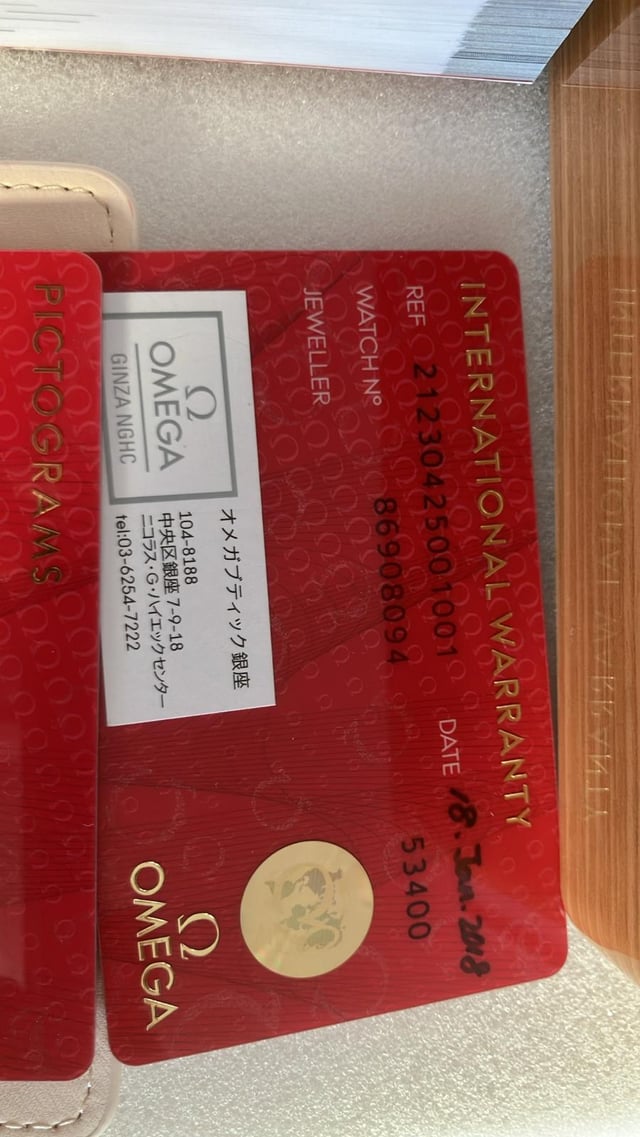 INTERNATIONAL WARRANTY
REF 21230425001001 DATE 18. Jan. 2018
WATCH Nº 86908094 53400
JEWELLER
オメガブティック銀座
104-8188
中央区銀座 7-9-18
ニコラス・G・ハイエックセンター
tel:03-6254-7222
Ω
OMEGA
GINZA NGHC
Ω
OMEGA
PICTOGRAMS